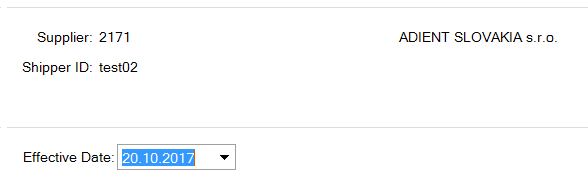 Supplier: 2171 ADIENT SLOVAKIA s.r.o.
Shipper ID: test02
Effective Date: 20.10.2017